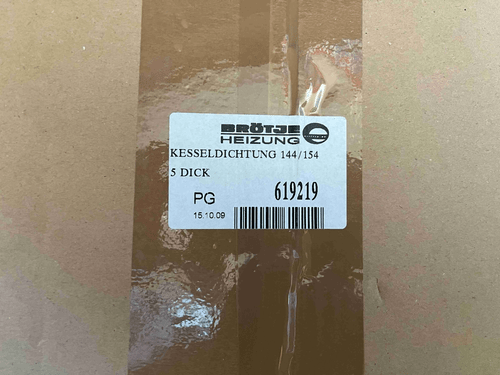 BRÖTJE
HEIZUNG
KESSELDICHTUNG 144/154
5 DICK
PG 619219
15.10.09